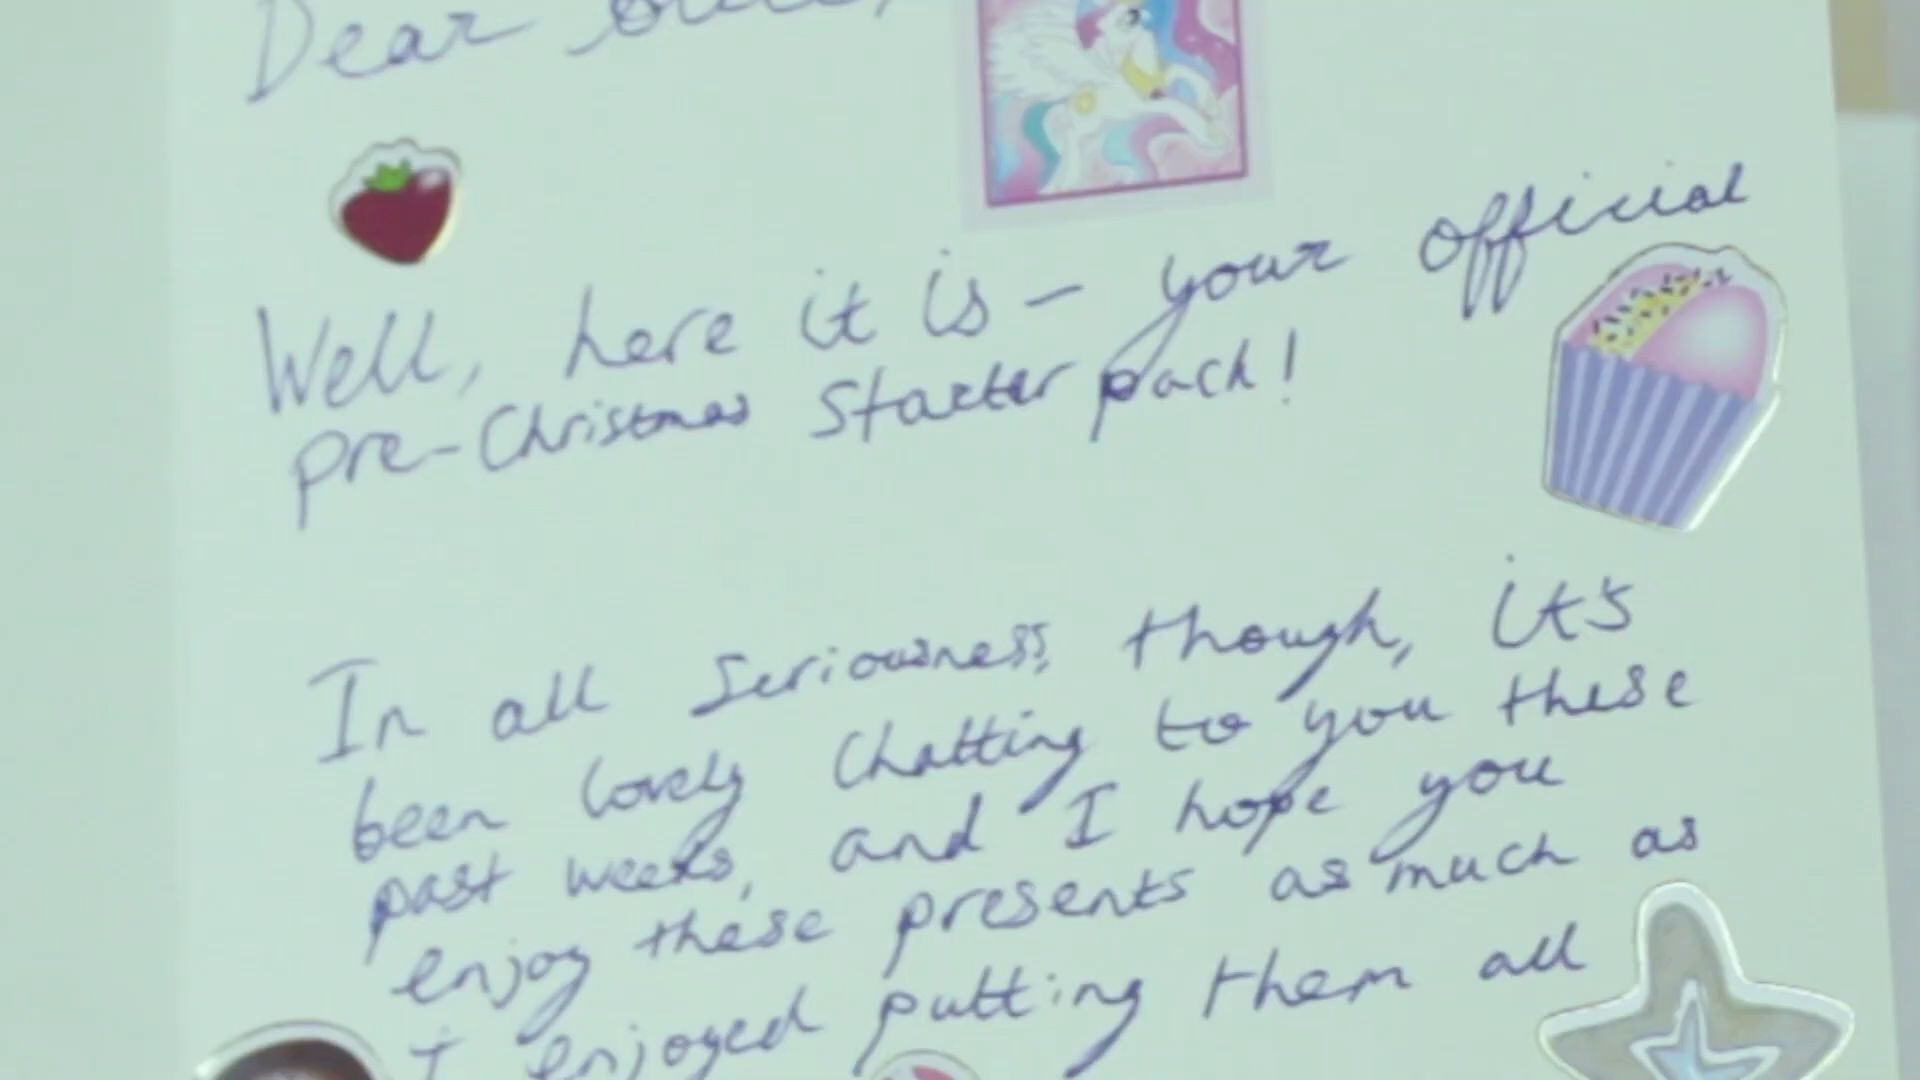 Dear
Well, here it is – your official
pre-Christmas Starter pack!
In all Seriousness, though, it's
been lovely Chatting to you these
past weeks, and I hope you
enjoy these presents as much as
I enjoyed putting them all